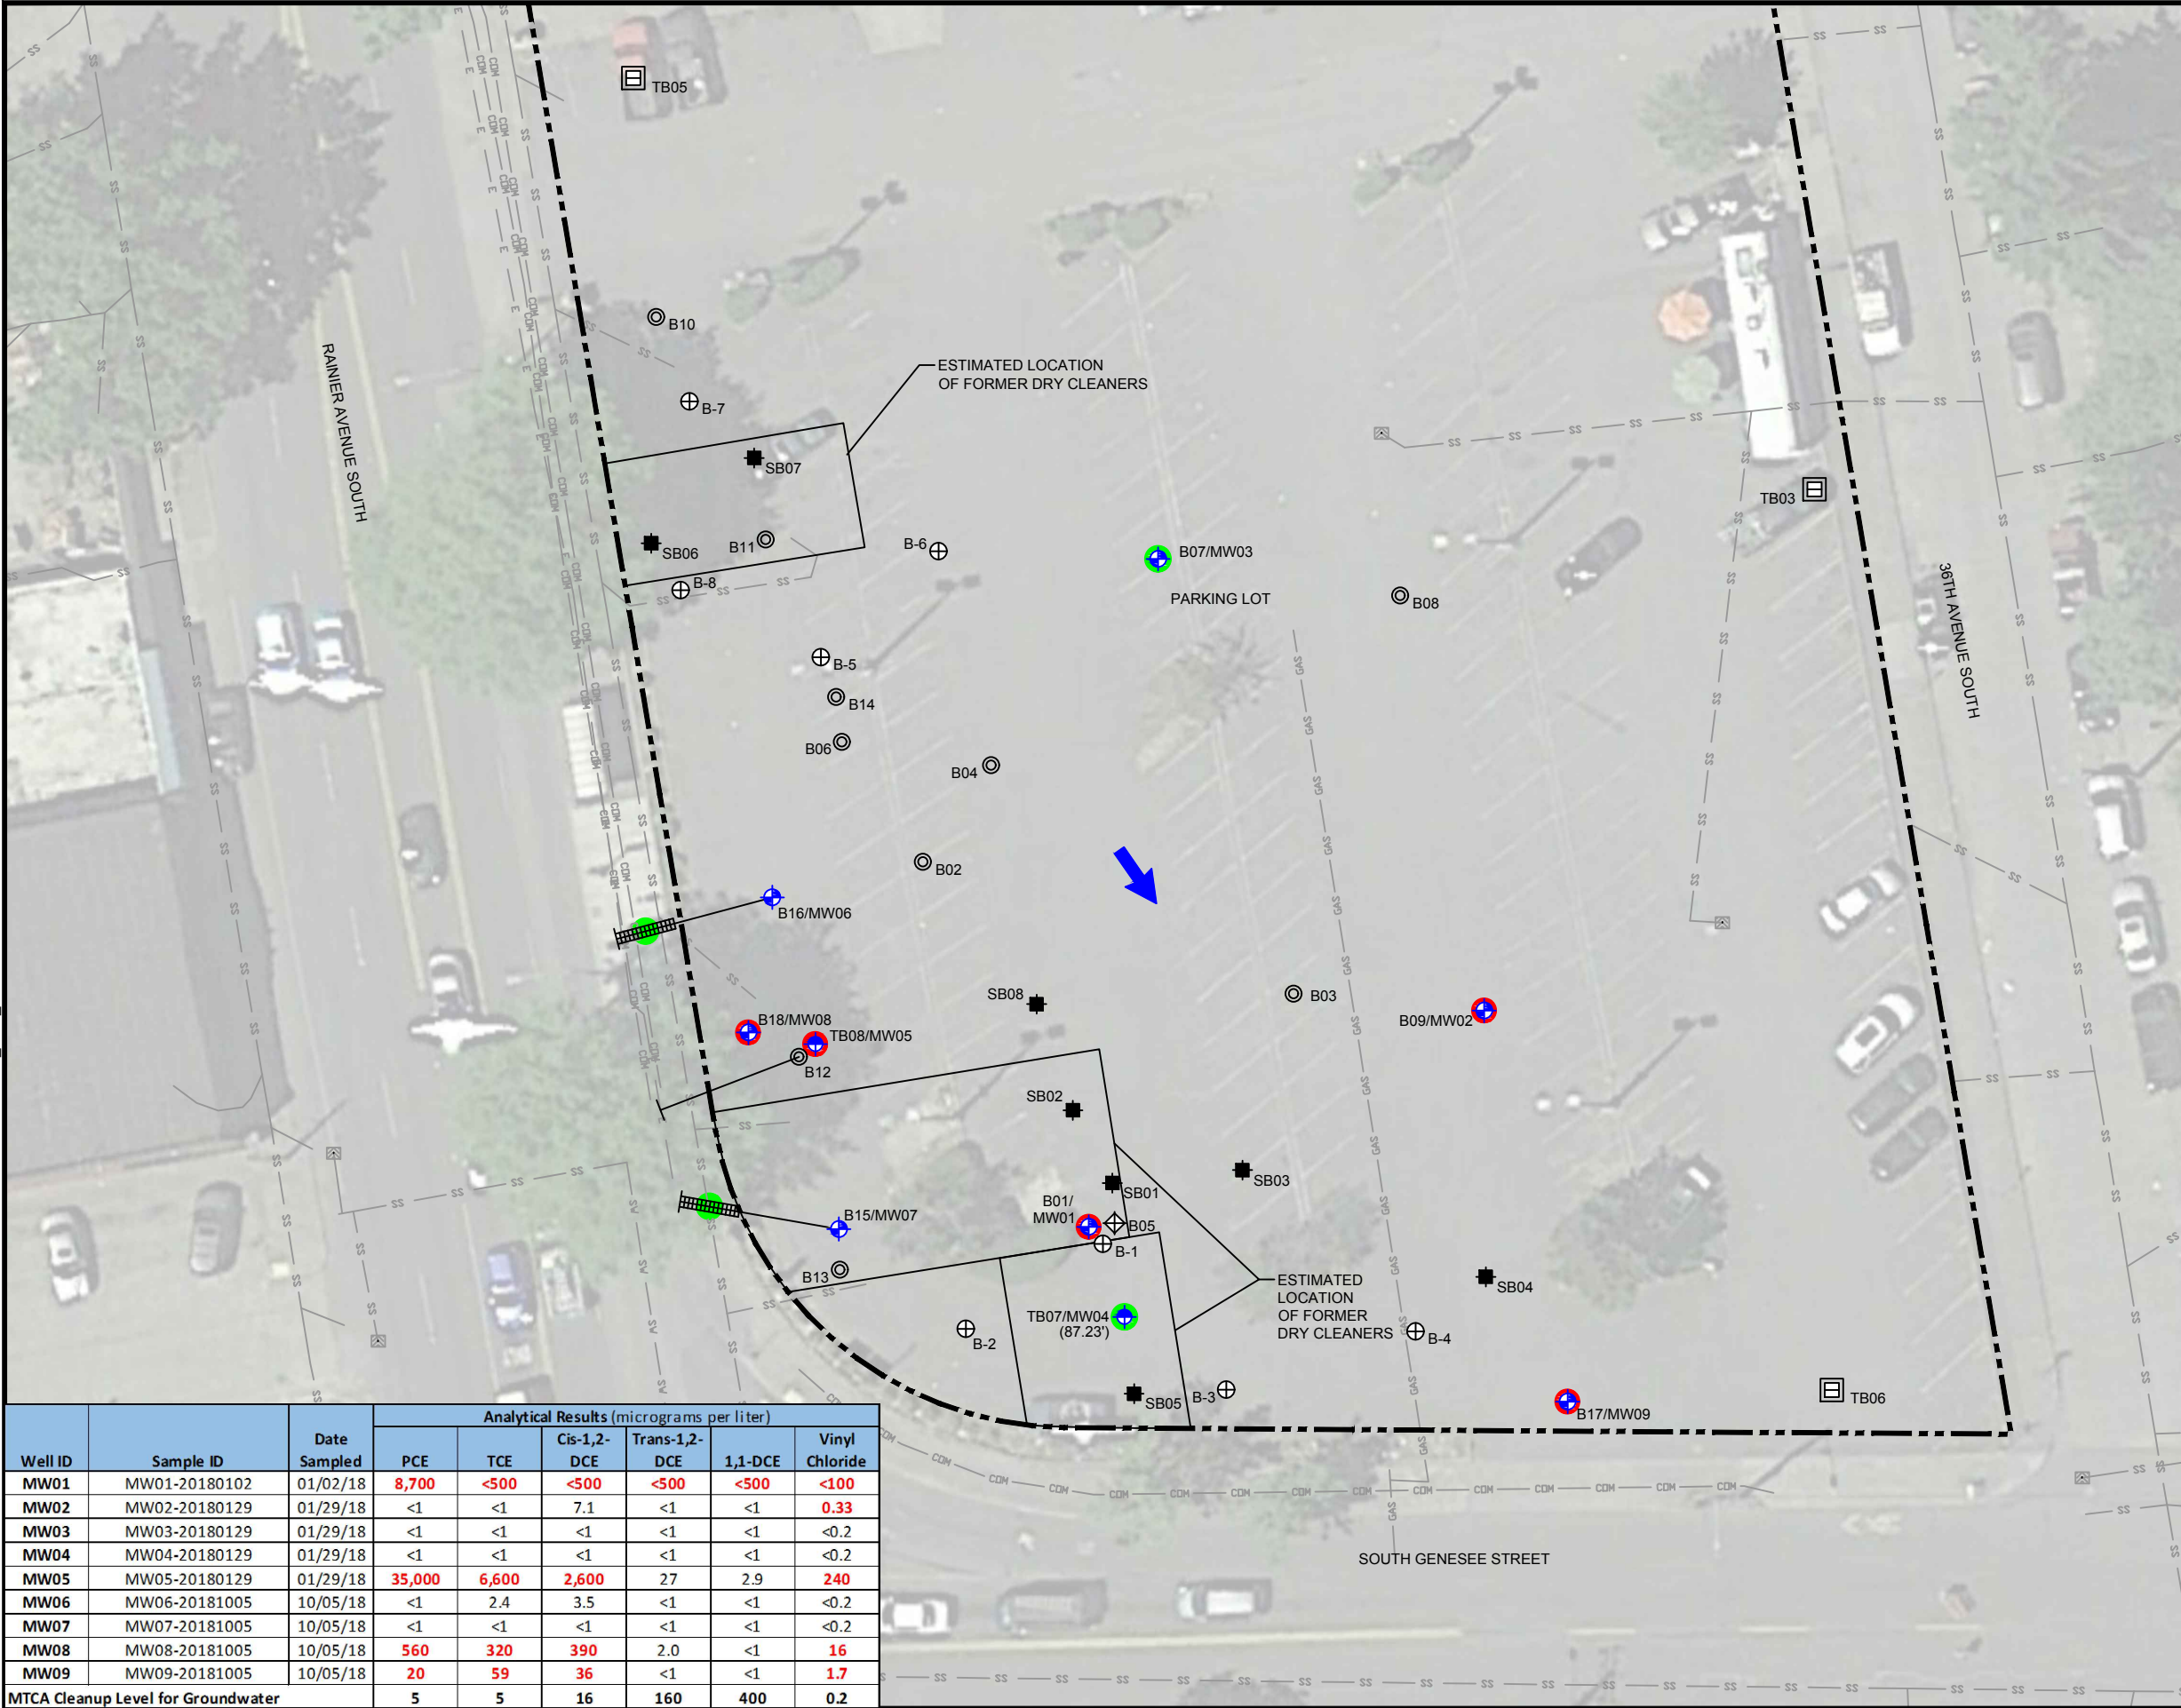 TB05
B10
ESTIMATED LOCATION
OF FORMER DRY CLEANERS
RAINIER AVENUE SOUTH
B-7
SB07
TB03
SB06
B11
B-6
B07/MW03
B-8
PARKING LOT
B08
36TH AVENUE SOUTH
B-5
B14
B06
B04
B02
B16/MW06
SB08
B03
B09/MW02
B18/MW08
TB08/MW05
B12
SB02
SB03
SB01
B01/
MW01
B05
B15/MW07
B-1
B13
ESTIMATED
LOCATION
OF FORMER
DRY CLEANERS
SB04
TB07/MW04
(87.23')
B-2
B-4
SB05
B-3
TB06
B17/MW09
SOUTH GENESEE STREET
SS
COM
E
GAS
SV
Analytical Results (micrograms per liter)
Well ID Sample ID Date Sampled PCE TCE Cis-1,2-DCE Trans-1,2-DCE 1,1-DCE Vinyl Chloride
MW01 MW01-20180102 01/02/18 8,700 <500 <500 <500 <500 <100
MW02 MW02-20180129 01/29/18 <1 <1 7.1 <1 <1 0.33
MW03 MW03-20180129 01/29/18 <1 <1 <1 <1 <1 <0.2
MW04 MW04-20180129 01/29/18 <1 <1 <1 <1 <1 <0.2
MW05 MW05-20180129 01/29/18 35,000 6,600 2,600 27 2.9 240
MW06 MW06-20181005 10/05/18 <1 2.4 3.5 <1 <1 <0.2
MW07 MW07-20181005 10/05/18 <1 <1 <1 <1 <1 <0.2
MW08 MW08-20181005 10/05/18 560 320 390 2.0 <1 16
MW09 MW09-20181005 10/05/18 20 59 36 <1 <1 1.7
MTCA Cleanup Level for Groundwater 5 5 16 160 400 0.2